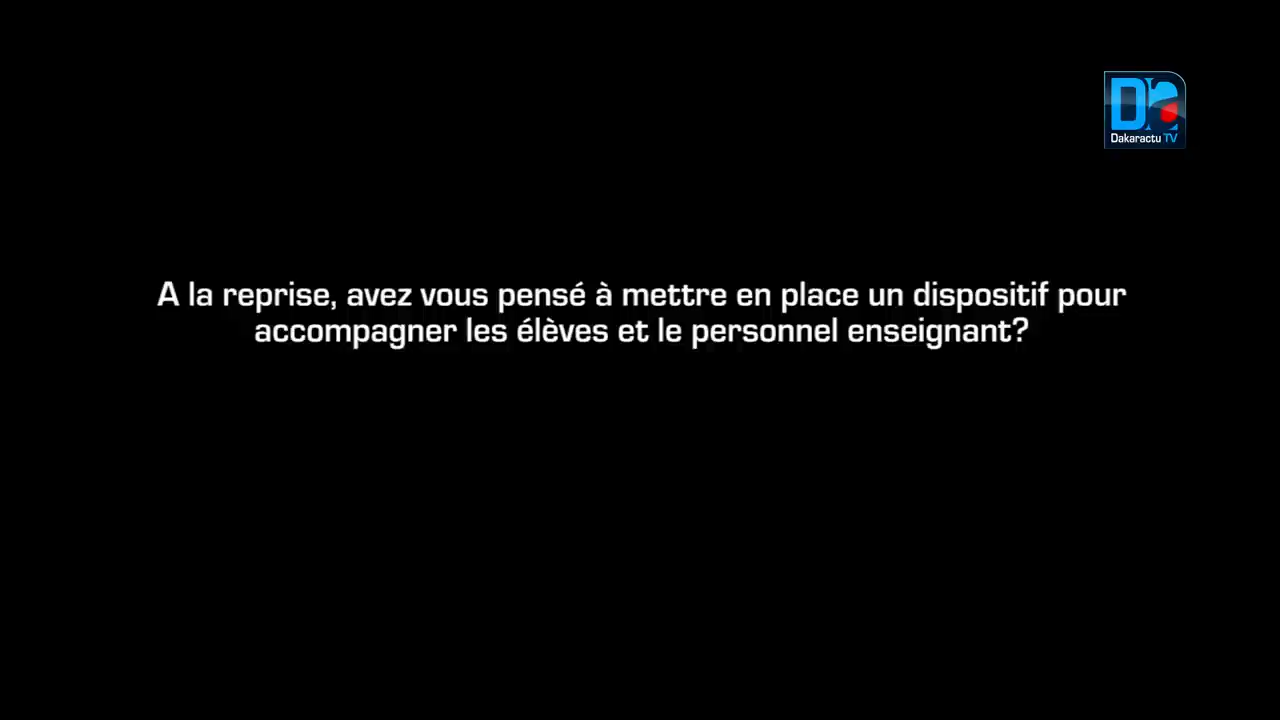 Dakaractu TV
A la reprise, avez vous pensé à mettre en place un dispositif pour
accompagner les élèves et le personnel enseignant?